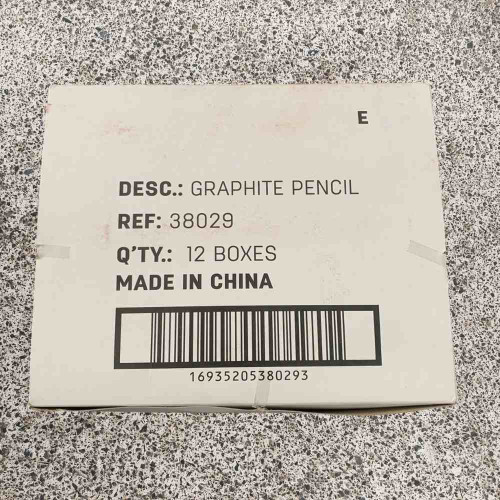 E
DESC.: GRAPHITE PENCIL
REF: 38029
Q'TY.: 12 BOXES
MADE IN CHINA
16935205380293